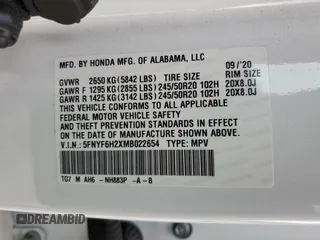 MFD. BY HONDA MFG. OF ALABAMA, LLC 09/'20
GVWR 2650 KG (5842 LBS) TIRE SIZE RIM SIZE
GAWR F 1295 KG (2855 LBS) 245/50R20 102H 20X8.0J
GAWR R 1425 KG (3142 LBS) 245/50R20 102H 20X8.0J
THIS VEHICLE CONFORMS TO ALL APPLICABLE
FEDERAL MOTOR VEHICLE SAFETY STANDARDS IN EFFECT
ON THE DATE OF MANUFACTURE SHOWN ABOVE.
V.I.N.: 5FNYF6H2XMB022654 TYPE: MPV
TG7 M AH6- -NH883P -A -B
DREAMBID